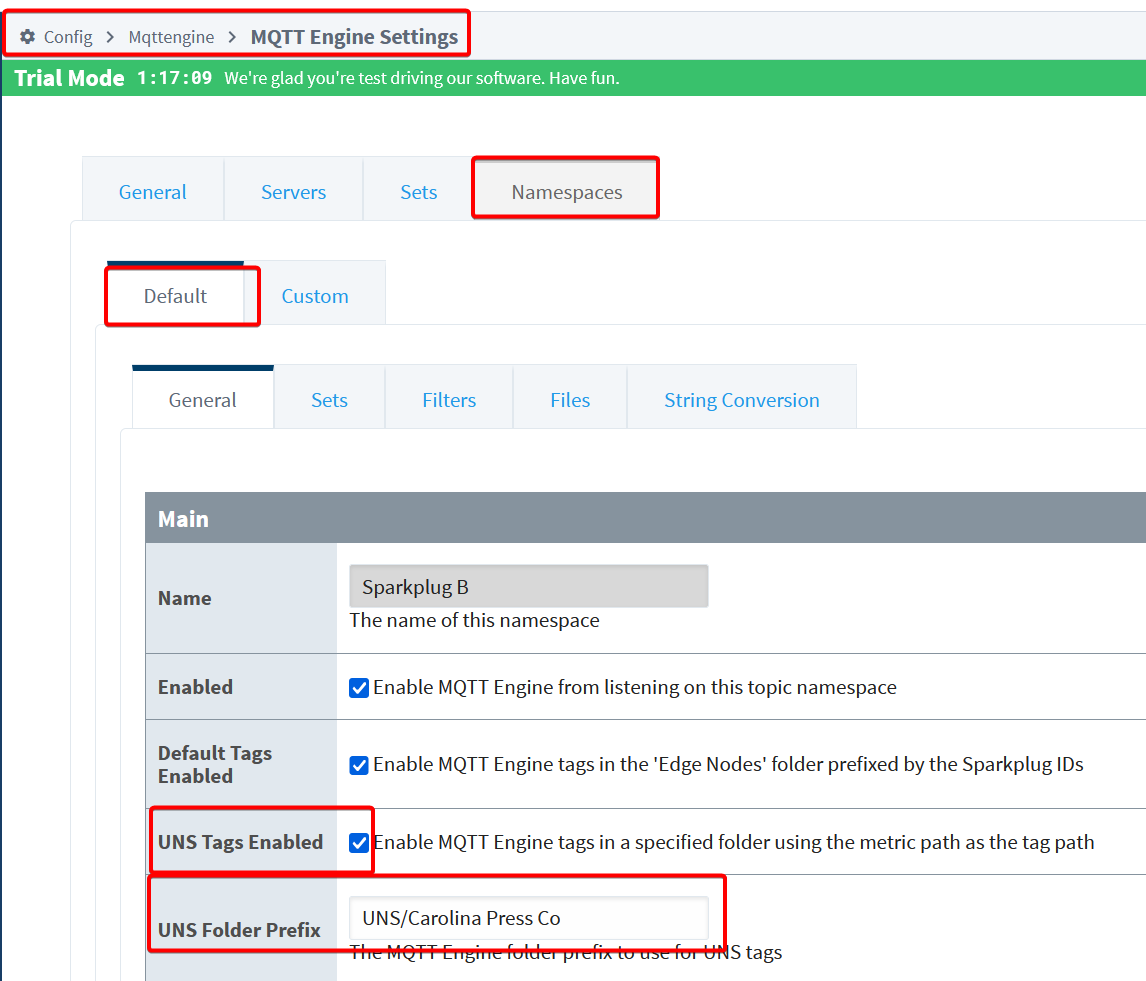 Config > Mqttengine > MQTT Engine Settings
Trial Mode 1:17:09 We're glad you're test driving our software. Have fun.
General Servers Sets Namespaces
Default Custom
General Sets Filters Files String Conversion
Main
Name Sparkplug B
The name of this namespace
Enabled Enable MQTT Engine from listening on this topic namespace
Default Tags
Enabled
Enable MQTT Engine tags in the 'Edge Nodes' folder prefixed by the Sparkplug IDs
UNS Tags Enabled Enable MQTT Engine tags in a specified folder using the metric path as the tag path
UNS Folder Prefix UNS/Carolina Press Co
The MQTT Engine folder prefix to use for UNS tags